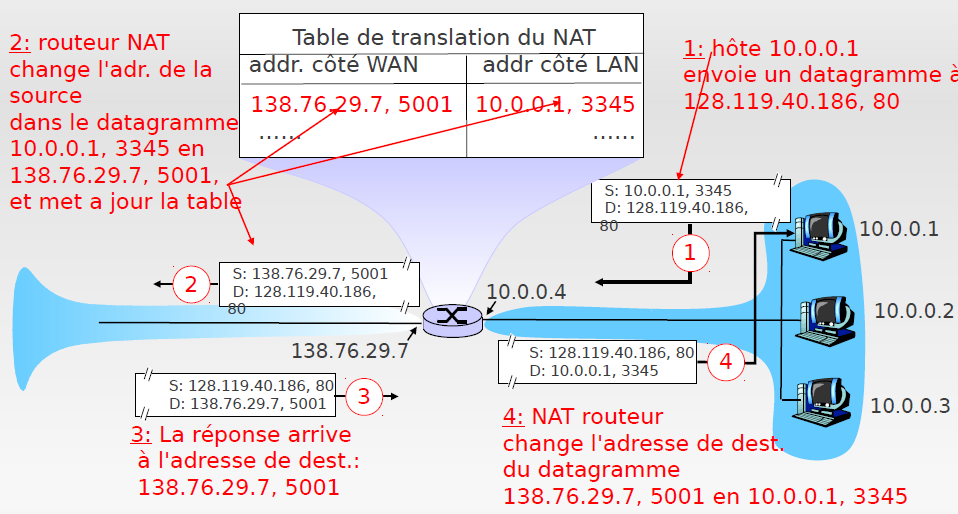 2: routeur NAT
change l'adr. de la
source
dans le datagramme
10.0.0.1, 3345 en
138.76.29.7, 5001,
et met a jour la table
Table de translation du NAT
addr. côté WAN addr côté LAN
138.76.29.7, 5001 10.0.0.1, 3345
...... ......
1: hôte 10.0.0.1
envoie un datagramme à
128.119.40.186, 80
S: 10.0.0.1, 3345
D: 128.119.40.186,
80
1
10.0.0.1
2
S: 138.76.29.7, 5001
D: 128.119.40.186,
80
10.0.0.4
10.0.0.2
138.76.29.7
S: 128.119.40.186, 80
D: 10.0.0.1, 3345
4
S: 128.119.40.186, 80
D: 138.76.29.7, 5001
3
10.0.0.3
3: La réponse arrive
à l'adresse de dest.:
138.76.29.7, 5001
4: NAT routeur
change l'adresse de dest.
du datagramme
138.76.29.7, 5001 en 10.0.0.1, 3345